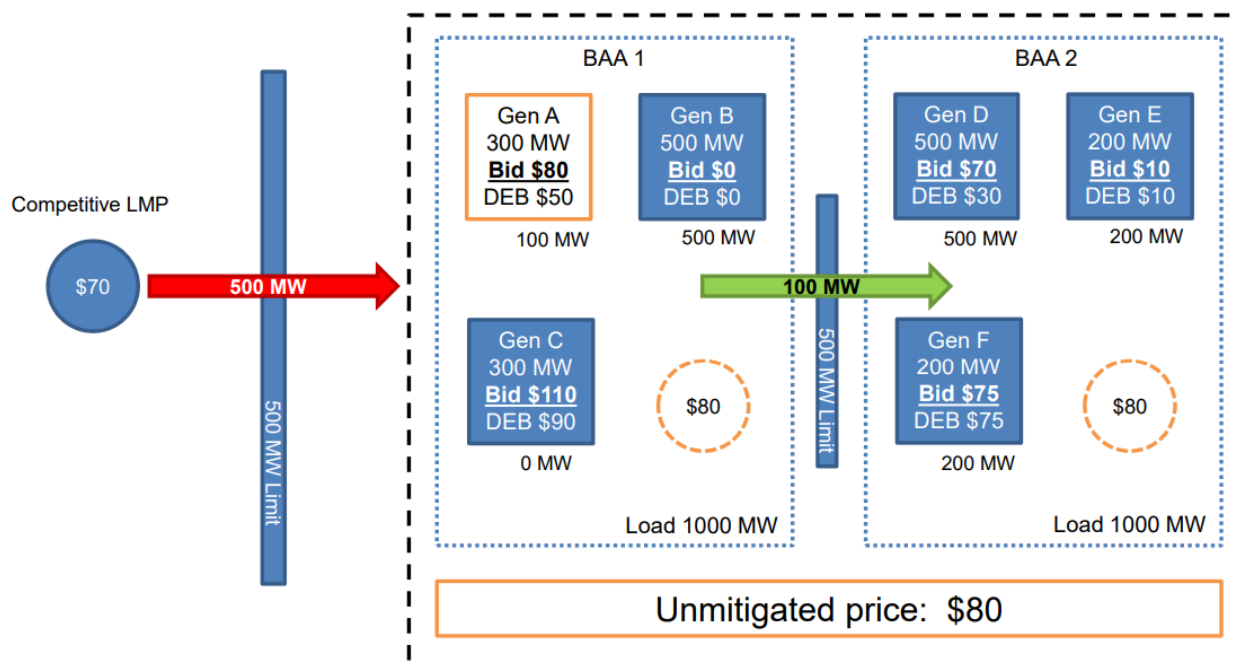 Competitive LMP
$70
500 MW
500 MW Limit
BAA 1
Gen A
300 MW
Bid $80
DEB $50
100 MW
Gen B
500 MW
Bid $0
DEB $0
500 MW
Gen C
300 MW
Bid $110
DEB $90
0 MW
$80
Load 1000 MW
100 MW
500 MW Limit
BAA 2
Gen D
500 MW
Bid $70
DEB $30
500 MW
Gen E
200 MW
Bid $10
DEB $10
200 MW
Gen F
200 MW
Bid $75
DEB $75
200 MW
$80
Load 1000 MW
Unmitigated price: $80